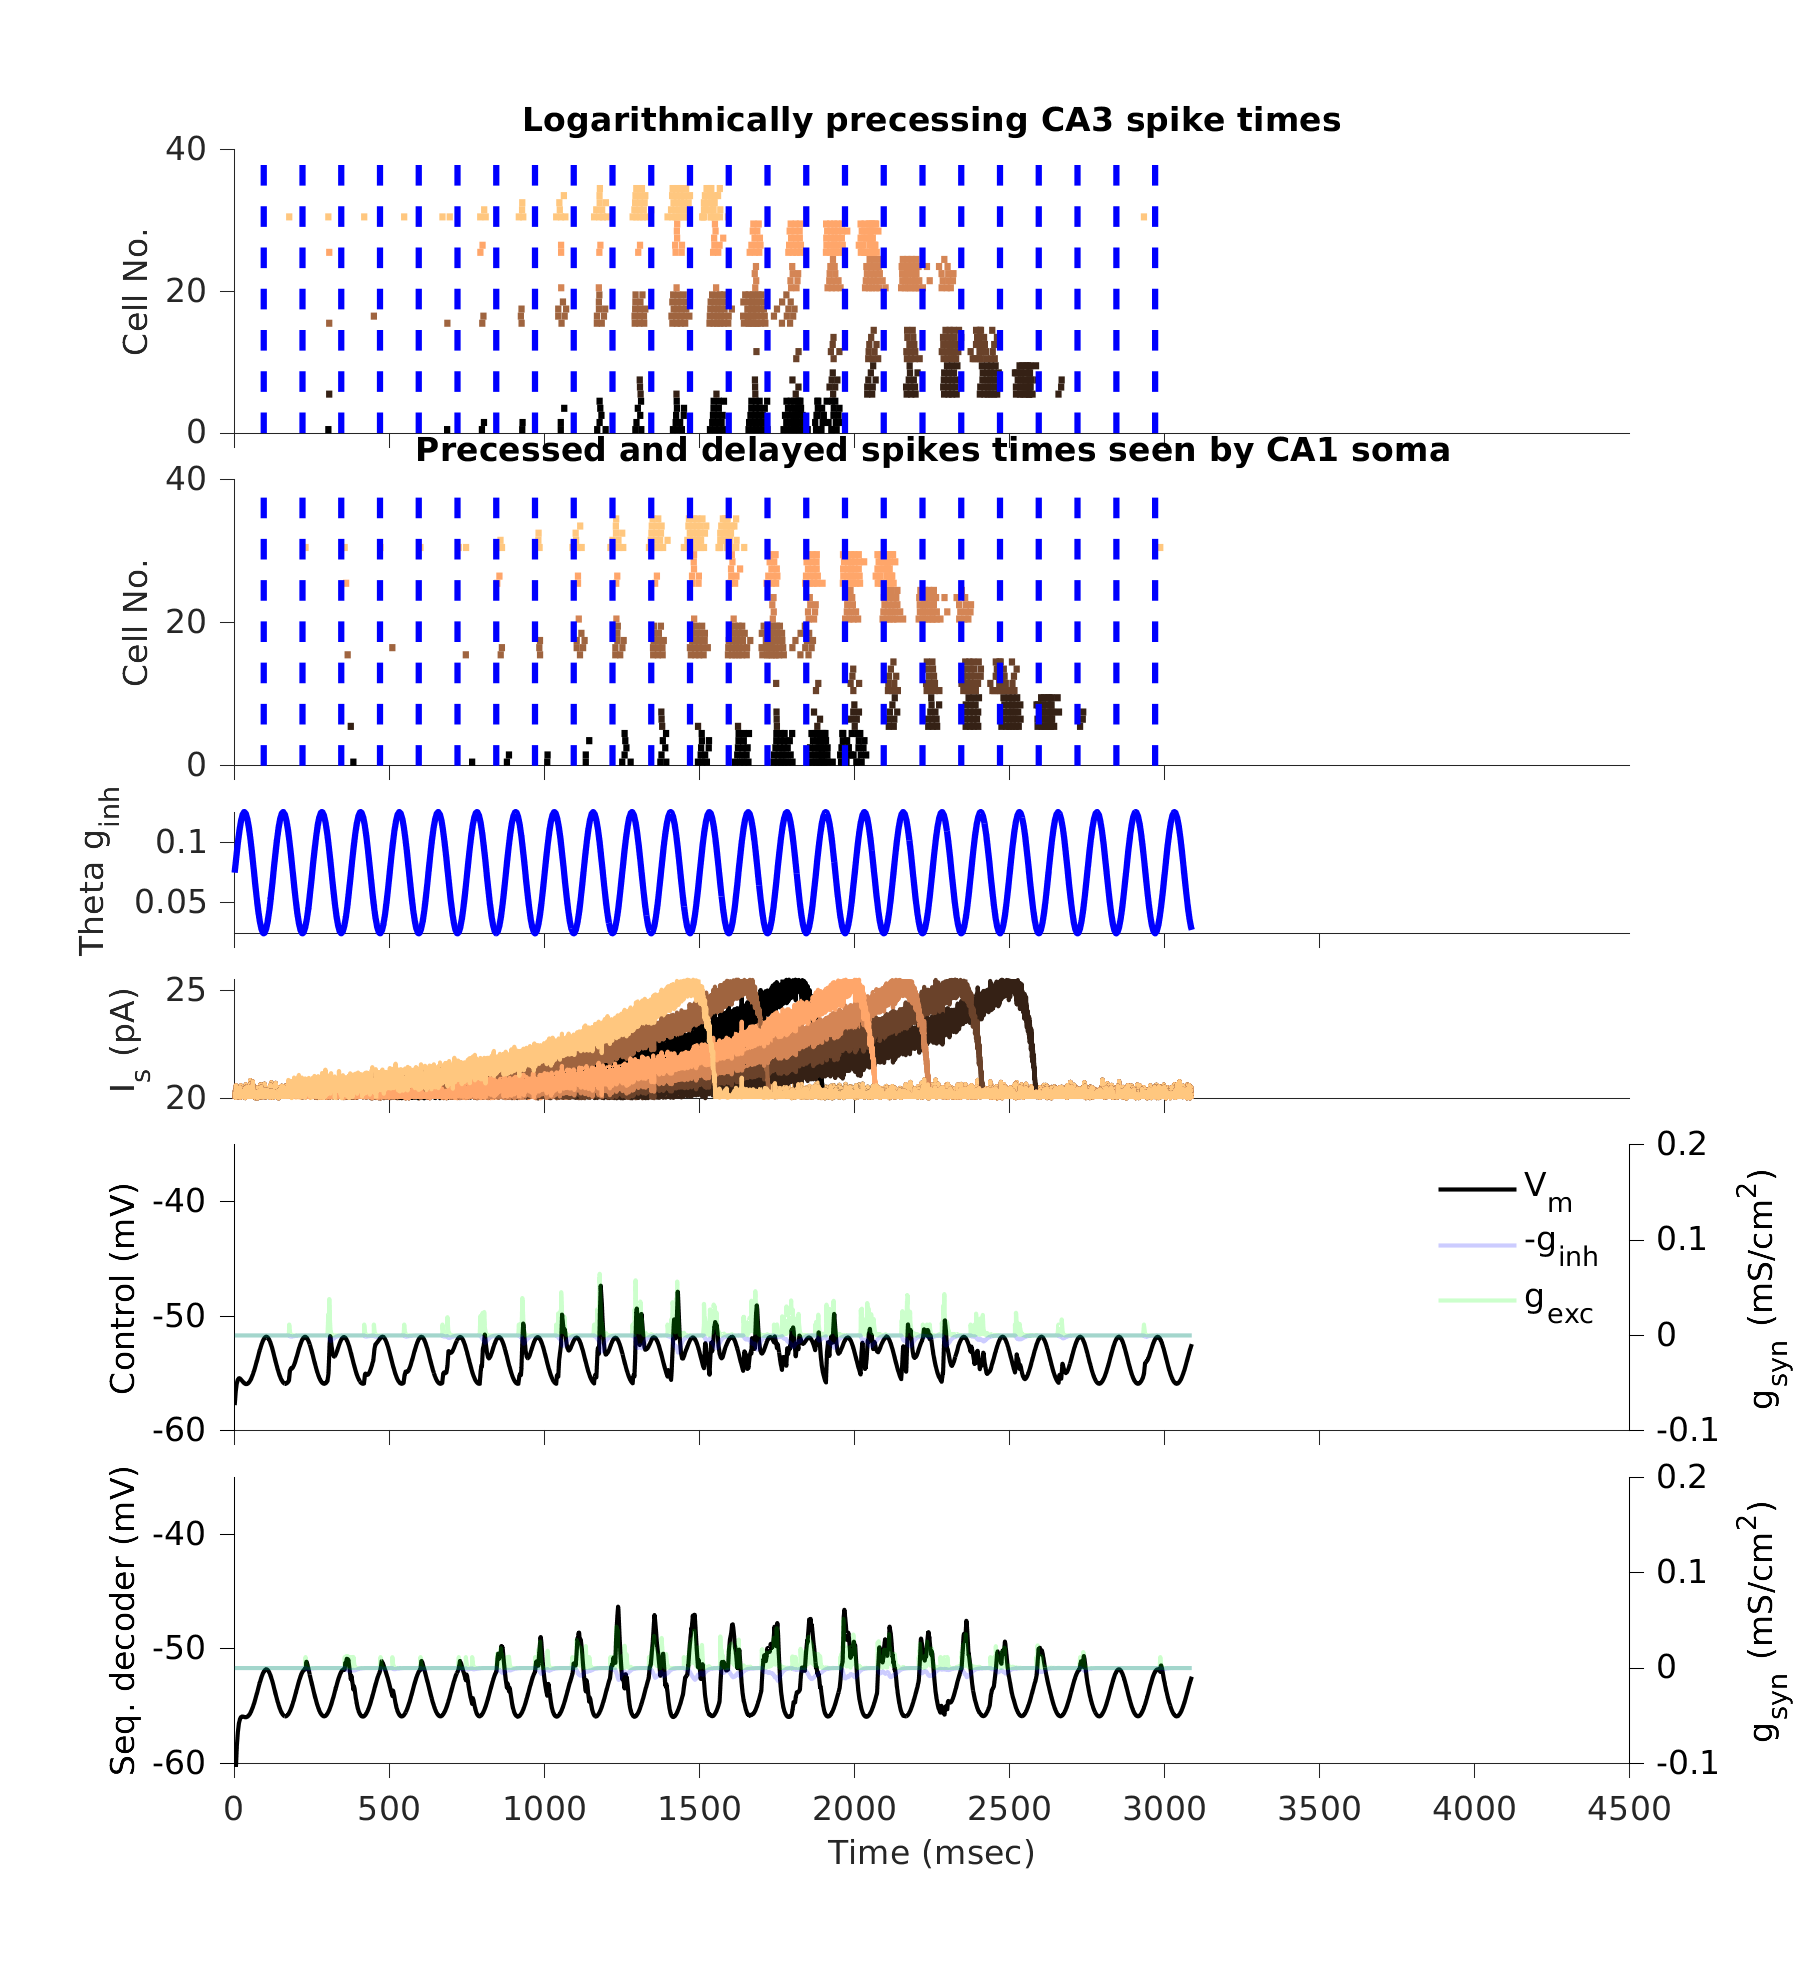 Logarithmically precessing CA3 spike times
40
20
0
Cell No.
Precessed and delayed spikes times seen by CA1 soma
40
20
0
Cell No.
0.1
0.05
Theta g_inh
25
20
I_s (pA)
-40
-50
-60
Control (mV)
V_m
-g_inh
g_exc
0.2
0.1
0
-0.1
g_syn (mS/cm^2)
-40
-50
-60
Seq. decoder (mV)
0.2
0.1
0
-0.1
g_syn (mS/cm^2)
0 500 1000 1500 2000 2500 3000 3500 4000 4500
Time (msec)